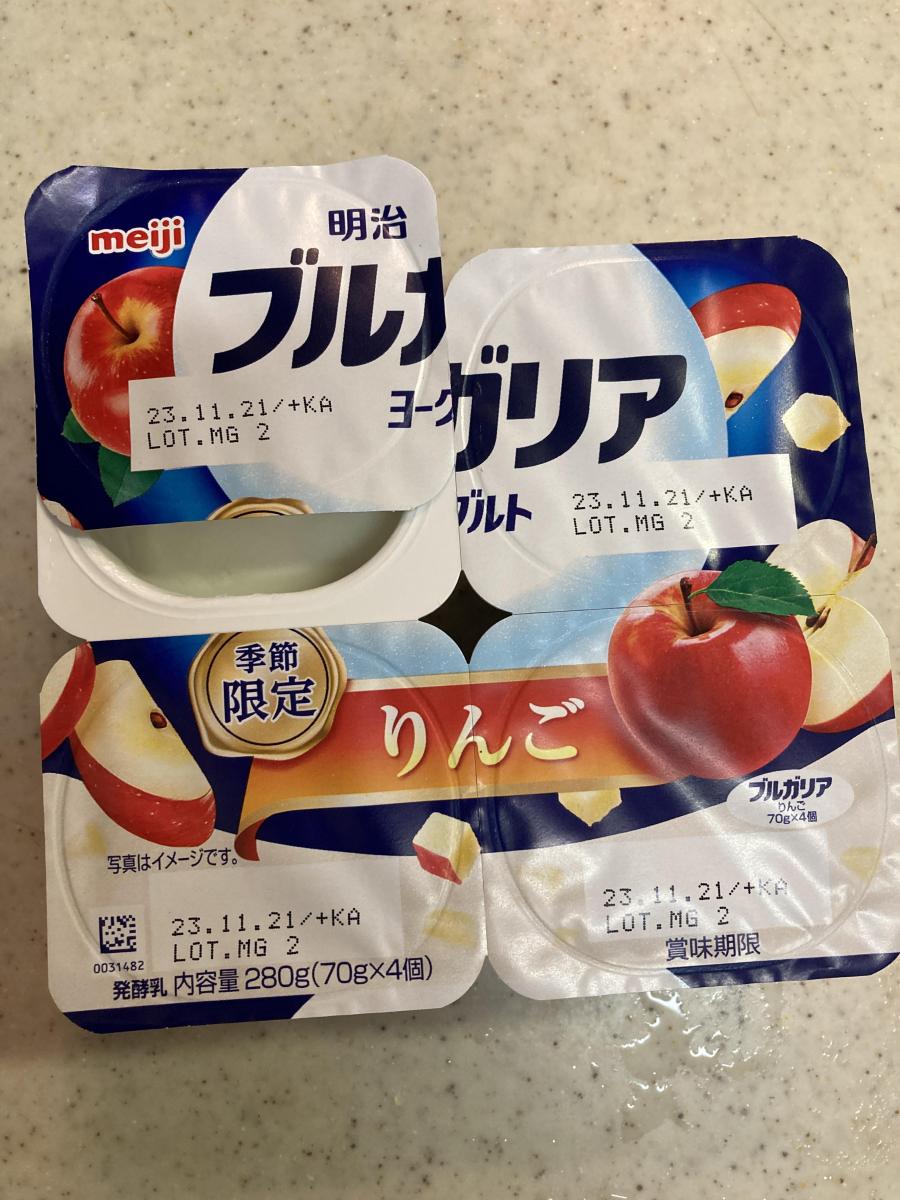 meiji
明治
ブルガリア
ヨーグルト
23.11.21/+KA
LOT.MG 2
23.11.21/+KA
LOT.MG 2
季節
限定
りんご
ブルガリア
りんご
70g×4個
写真はイメージです。
23.11.21/+KA
LOT.MG 2
0031482
発酵乳 内容量 280g(70g×4個)
23.11.21/+KA
LOT.MG 2
賞味期限